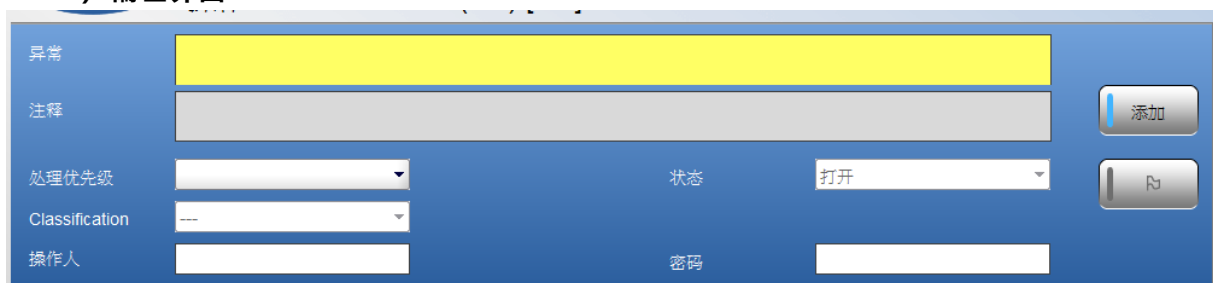 异常
注释
添加
处理优先级
状态 打开
Classification ---
操作人
密码